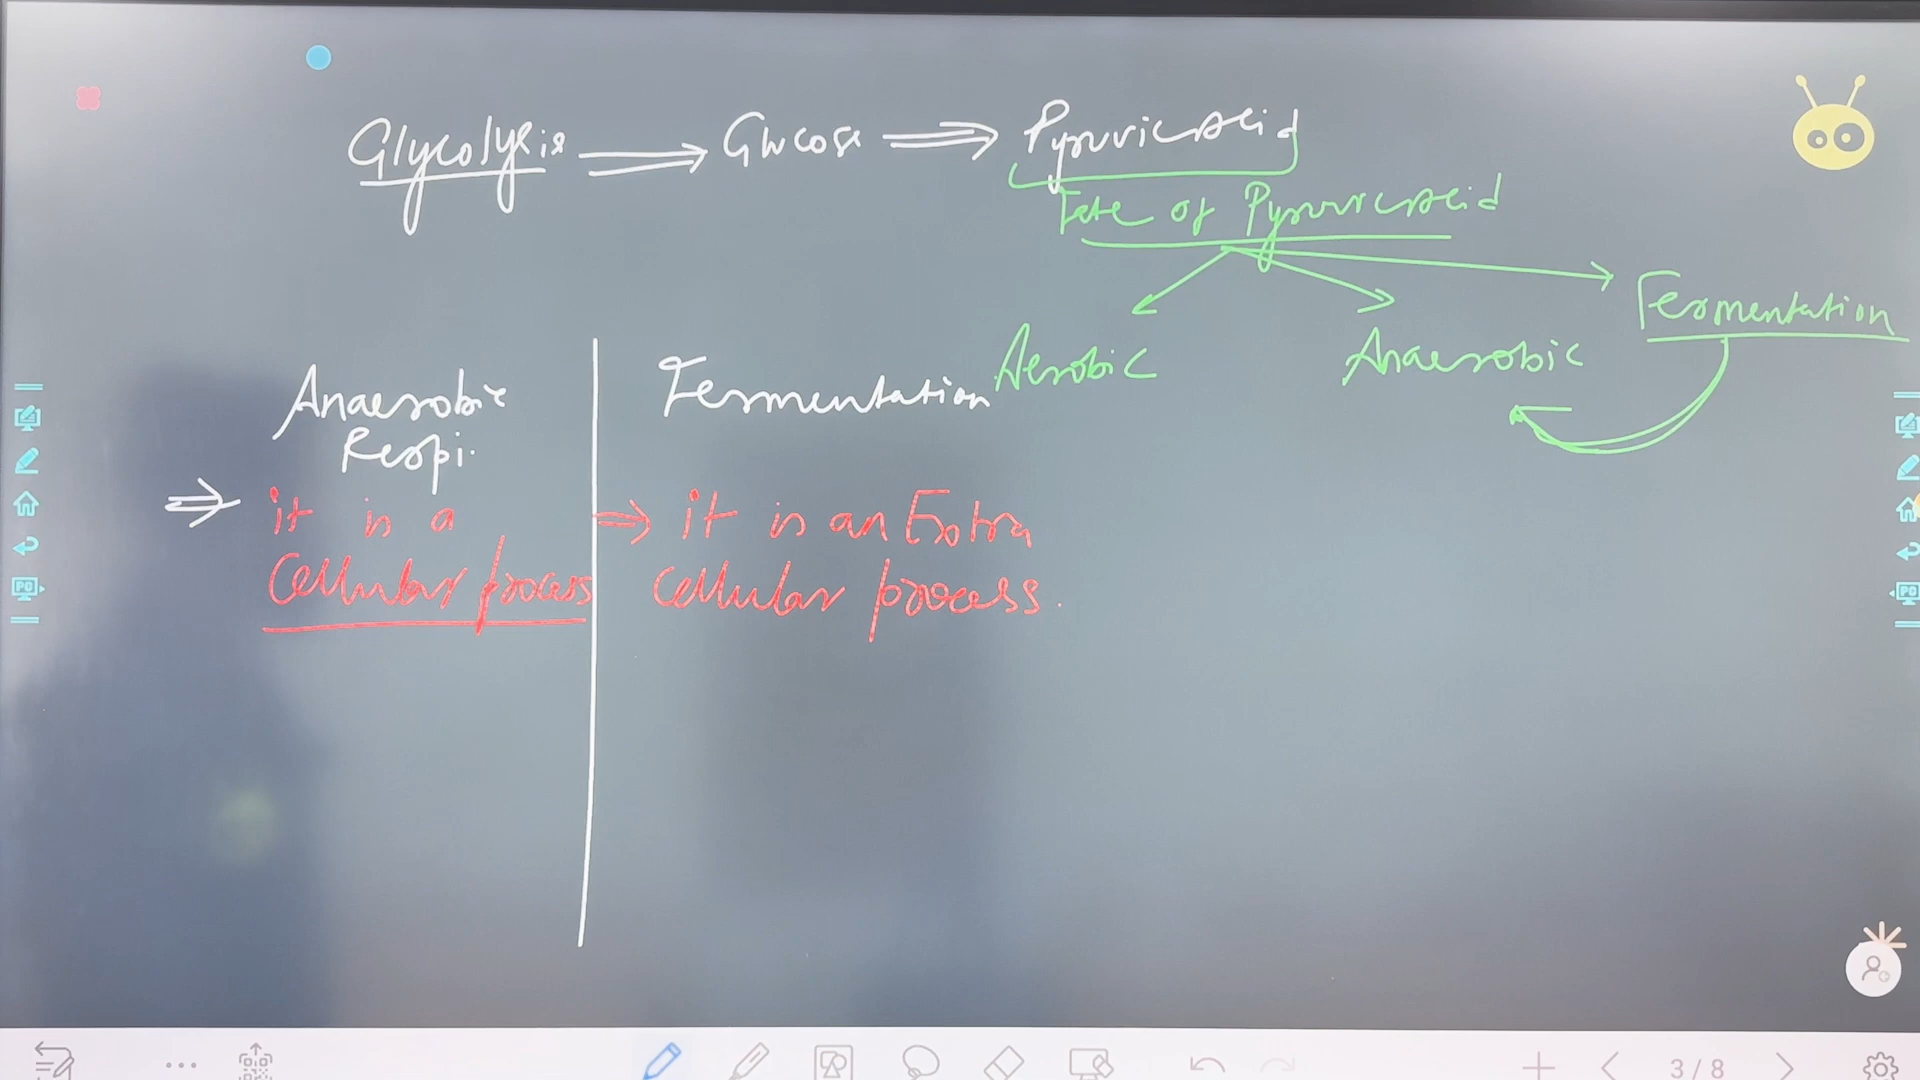 Glycolysis ⟹ Glucose ⟹ Pyruvic Acid
Fate of Pyruvic Acid
Fermentation
Aerobic
Anaerobic
Anaerobic
Respi.
Fermentation
⇒ it is a
cellular process
⇒ it is an Extra
cellular process.
3 / 8